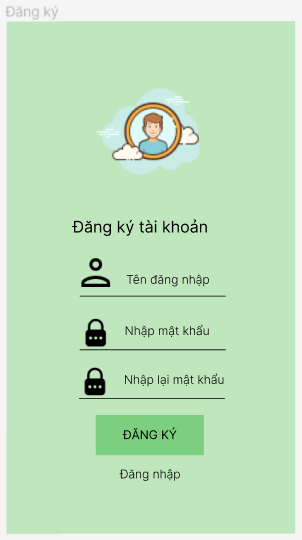 Đăng ký
Đăng ký tài khoản
Tên đăng nhập
Nhập mật khẩu
Nhập lại mật khẩu
ĐĂNG KÝ
Đăng nhập